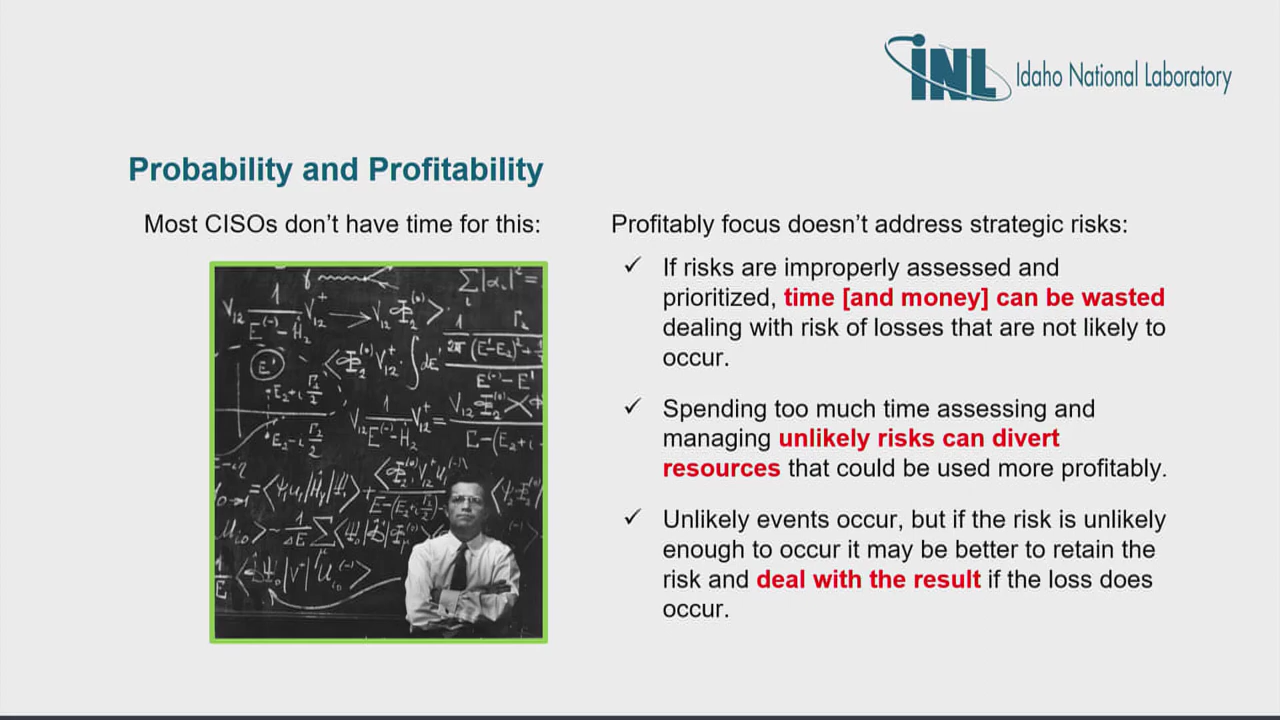 INL Idaho National Laboratory
Probability and Profitability
Most CISOs don’t have time for this:
Profitably focus doesn’t address strategic risks:
✓ If risks are improperly assessed and
prioritized, time [and money] can be wasted
dealing with risk of losses that are not likely to
occur.
✓ Spending too much time assessing and
managing unlikely risks can divert
resources that could be used more profitably.
✓ Unlikely events occur, but if the risk is unlikely
enough to occur it may be better to retain the
risk and deal with the result if the loss does
occur.